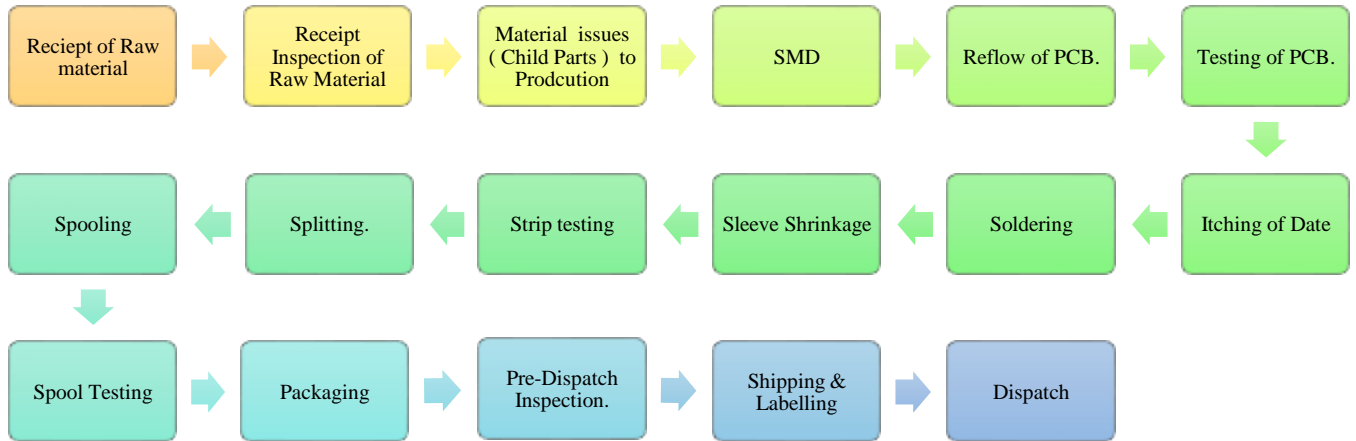 Reciept of Raw
material
Receipt
Inspection of
Raw Material
Material issues
( Child Parts ) to
Prodcution
SMD
Reflow of PCB.
Testing of PCB.
Itching of Date
Soldering
Sleeve Shrinkage
Strip testing
Splitting.
Spooling
Spool Testing
Packaging
Pre-Dispatch
Inspection.
Shipping &
Labelling
Dispatch